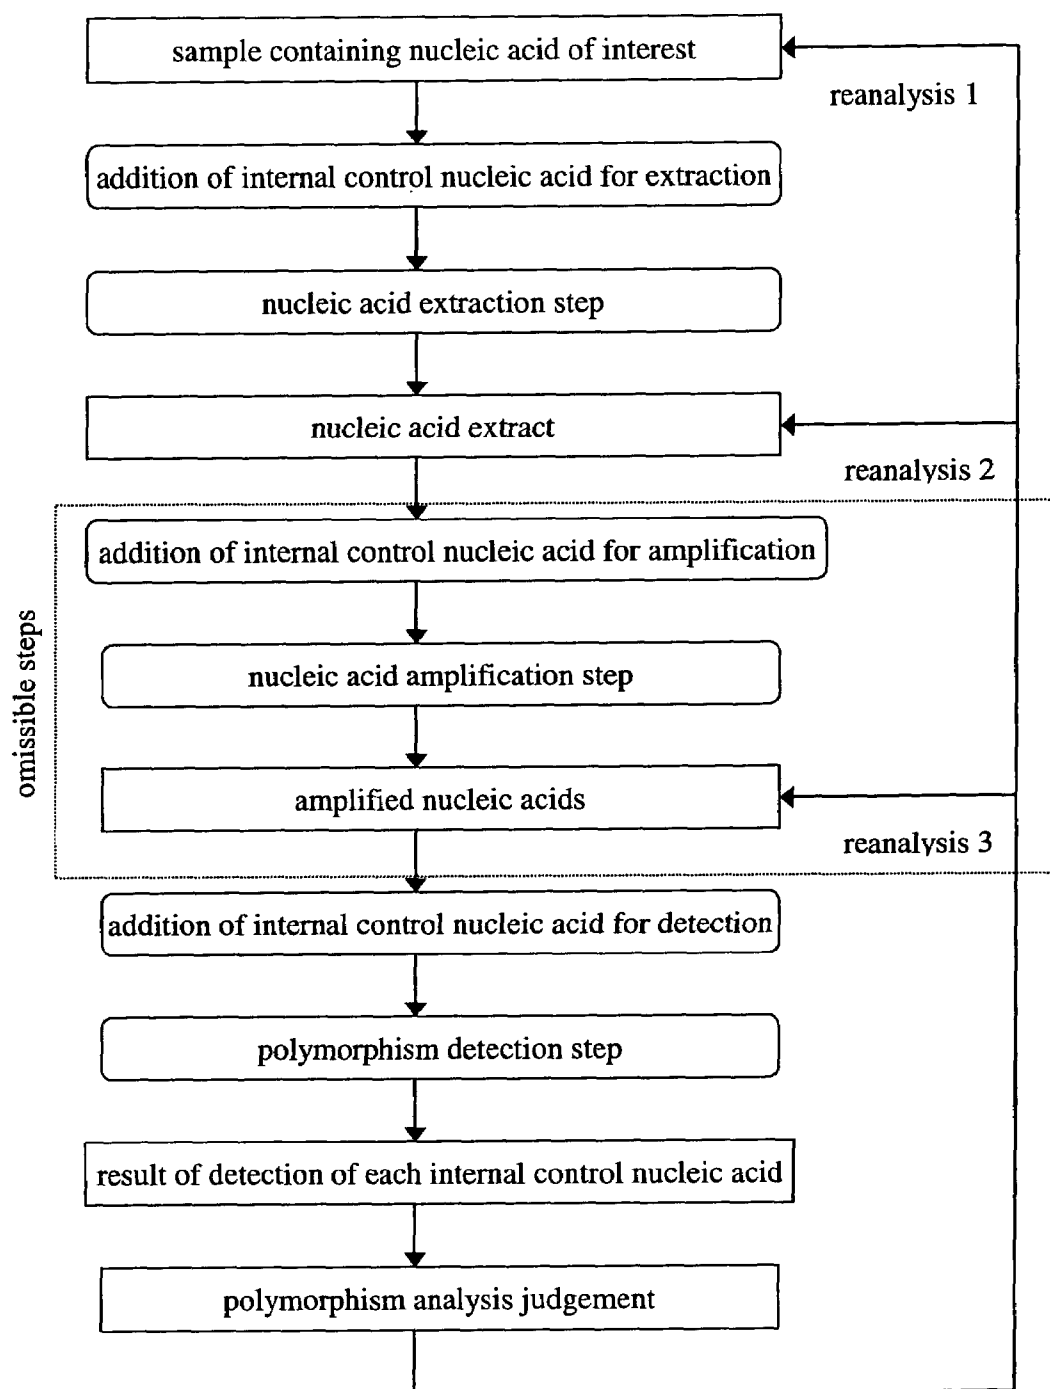 sample containing nucleic acid of interest
reanalysis 1
addition of internal control nucleic acid for extraction
nucleic acid extraction step
nucleic acid extract
reanalysis 2
omissible steps
addition of internal control nucleic acid for amplification
nucleic acid amplification step
amplified nucleic acids
reanalysis 3
addition of internal control nucleic acid for detection
polymorphism detection step
result of detection of each internal control nucleic acid
polymorphism analysis judgement